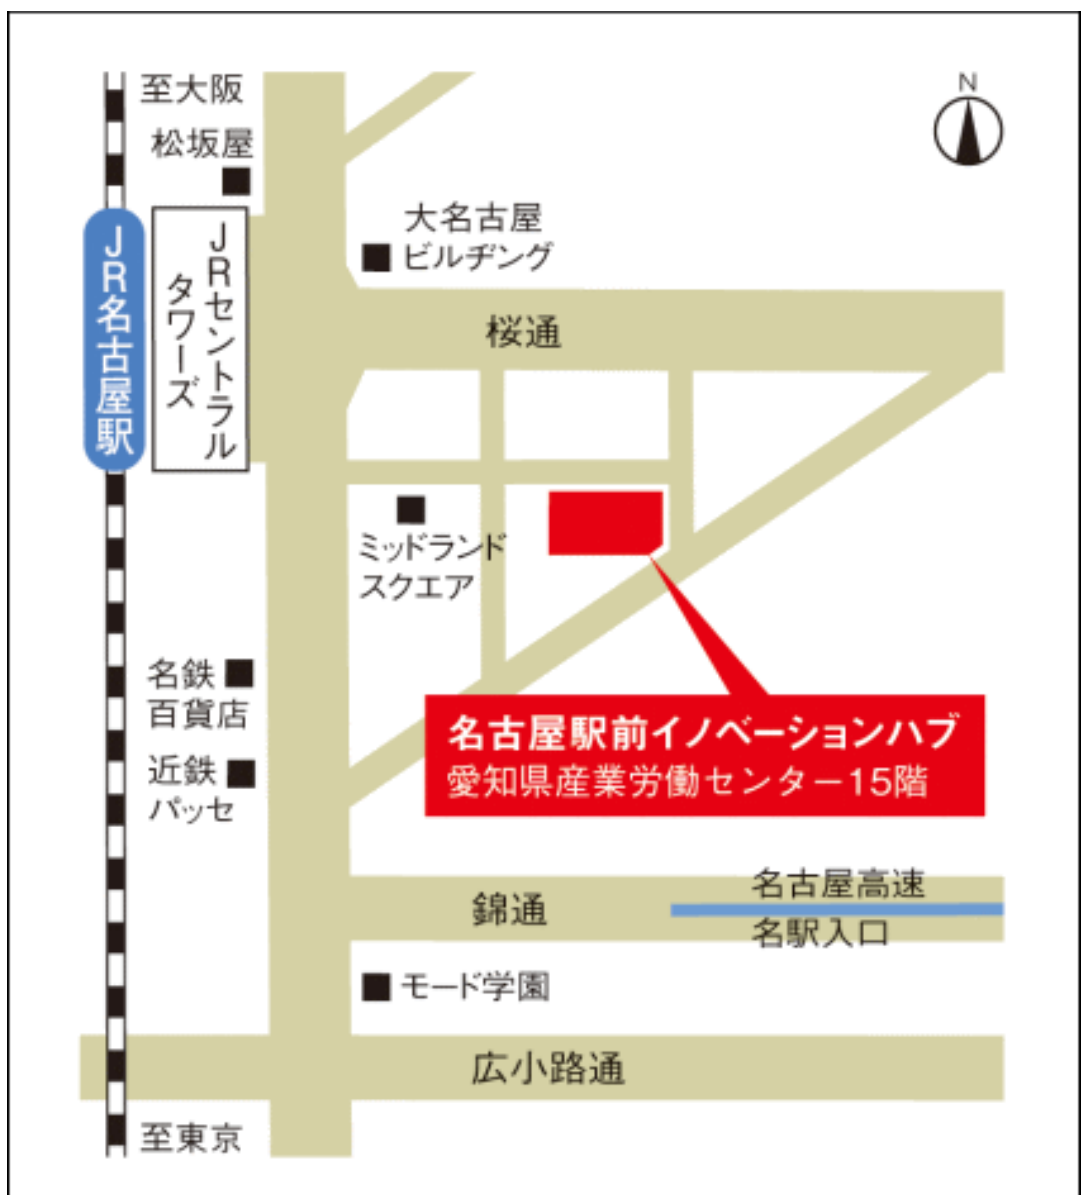 至大阪
N
松坂屋
大名古屋
ビルヂング
JR名古屋駅
JRセントラル
タワーズ
桜通
ミッドランド
スクエア
名鉄
百貨店
名古屋駅前イノベーションハブ
愛知県産業労働センター15階
近鉄
パッセ
名古屋高速
錦通
名駅入口
モード学園
広小路通
至東京